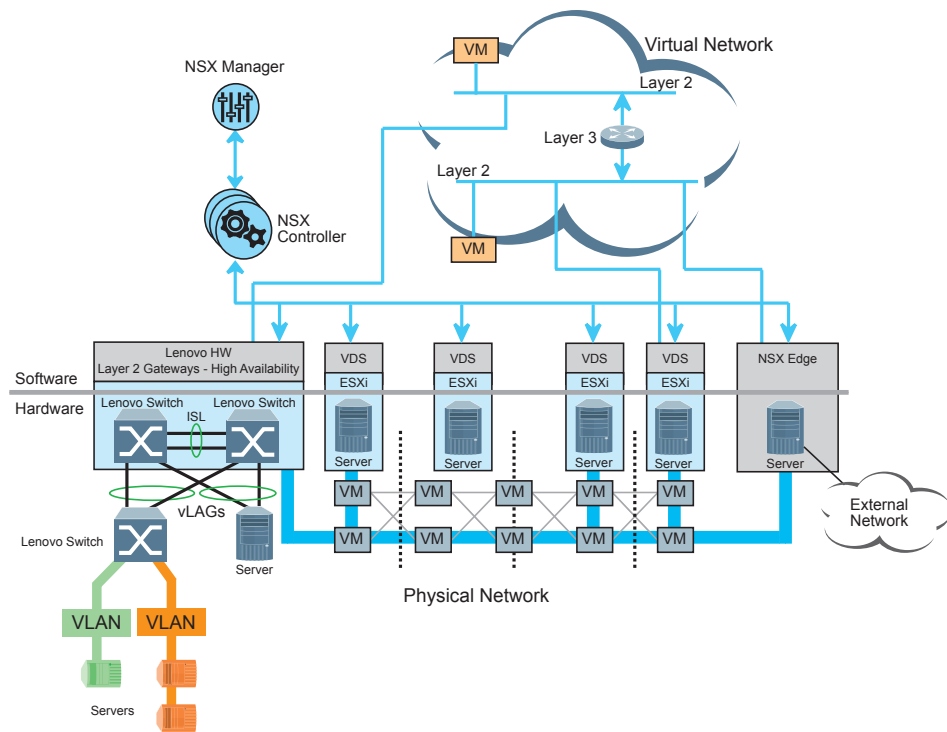 Virtual Network
VM
NSX Manager
Layer 2
Layer 3
Layer 2
NSX
Controller
VM
Lenovo HW
Layer 2 Gateways - High Availability
VDS
VDS
VDS
VDS
NSX Edge
Software
ESXi
ESXi
ESXi
ESXi
Hardware
Lenovo Switch
Lenovo Switch
ISL
Server
Server
Server
Server
Server
VM
VM
VM
VM
VM
vLAGs
External
Network
Lenovo Switch
VM
VM
VM
VM
VM
Server
Physical Network
VLAN
VLAN
Servers